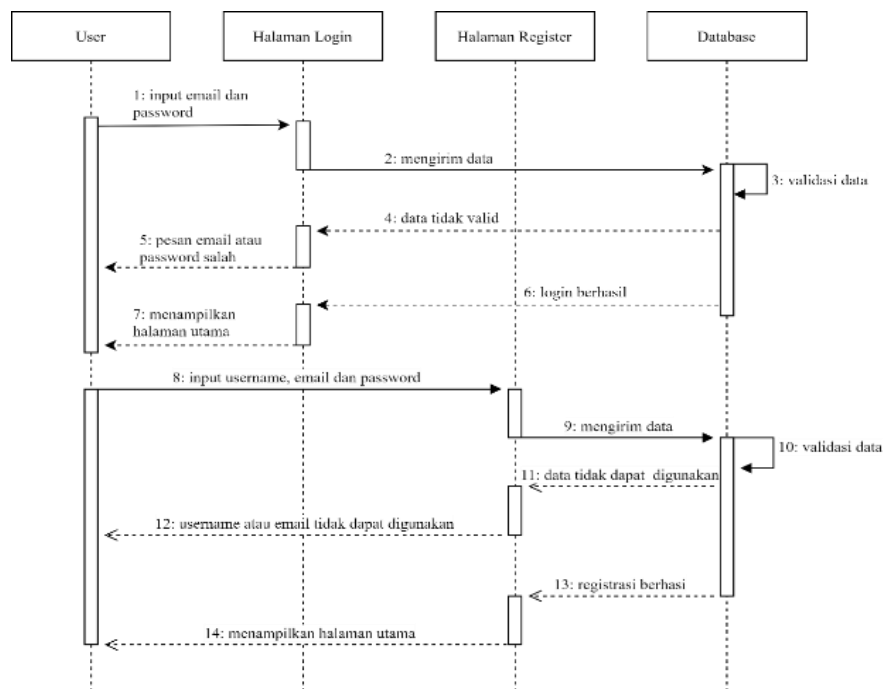 User
Halaman Login
Halaman Register
Database
1: input email dan
password
2: mengirim data
3: validasi data
4: data tidak valid
5: pesan email atau
password salah
6: login berhasil
7: menampilkan
halaman utama
8: input username, email dan password
9: mengirim data
10: validasi data
11: data tidak dapat digunakan
12: username atau email tidak dapat digunakan
13: registrasi berhasi
14: menampilkan halaman utama